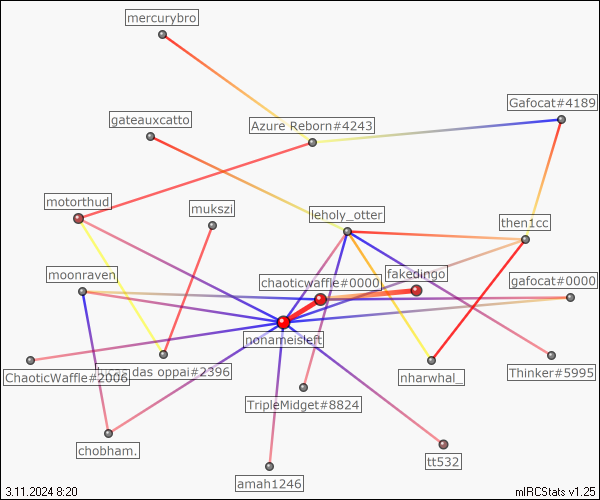 mercurybro
Gafocat#4189
gateauxcatto
Azure Reborn#4243
motorthud
mukszi
leholy_otter
then1cc
moonraven
chaoticwaffle#0000
fakedingo
gafocat#0000
nonameisleft
ChaoticWaffle#2006
das oppai#2396
nharwhal_
Thinker#5995
TripleMidget#8824
chobham.
tt532
amah1246
3.11.2024 8:20
mIRCStats v1.25